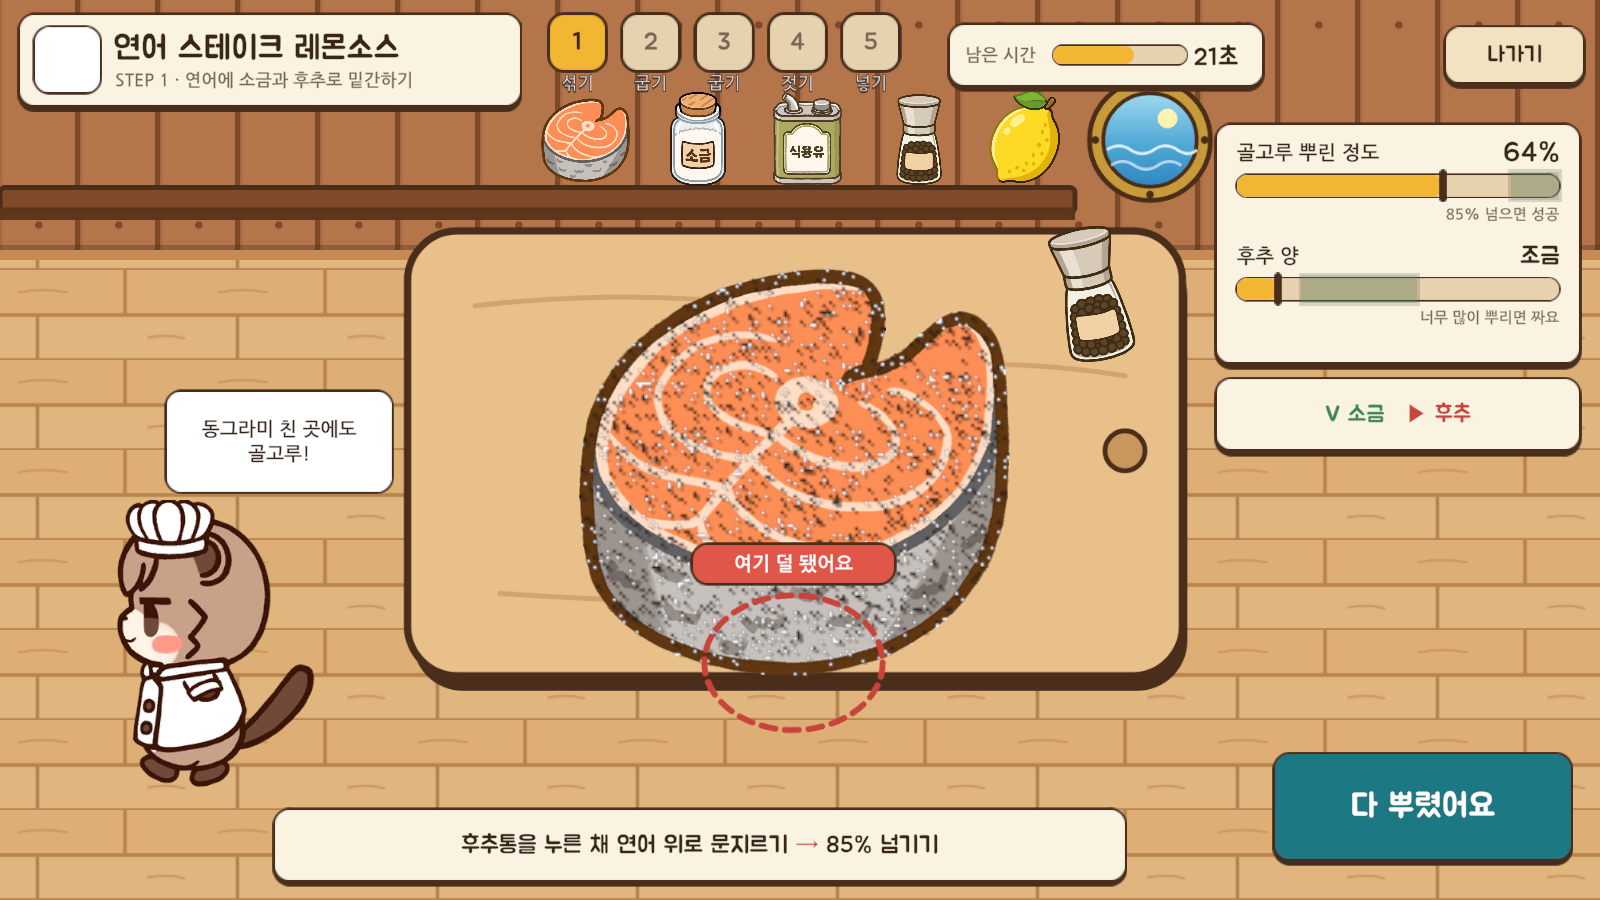 연어 스테이크 레몬소스
STEP 1 · 연어에 소금과 후추로 밑간하기
1
2
3
4
5
섞기
굽기
굽기
젓기
넣기
남은 시간
21초
나가기
소금
식용유
골고루 뿌린 정도
64%
85% 넘으면 성공
후추 양
조금
너무 많이 뿌리면 짜요
V 소금 ▶ 후추
동그라미 친 곳에도
골고루!
여기 덜 됐어요
다 뿌렸어요
후추통을 누른 채 연어 위로 문지르기 → 85% 넘기기